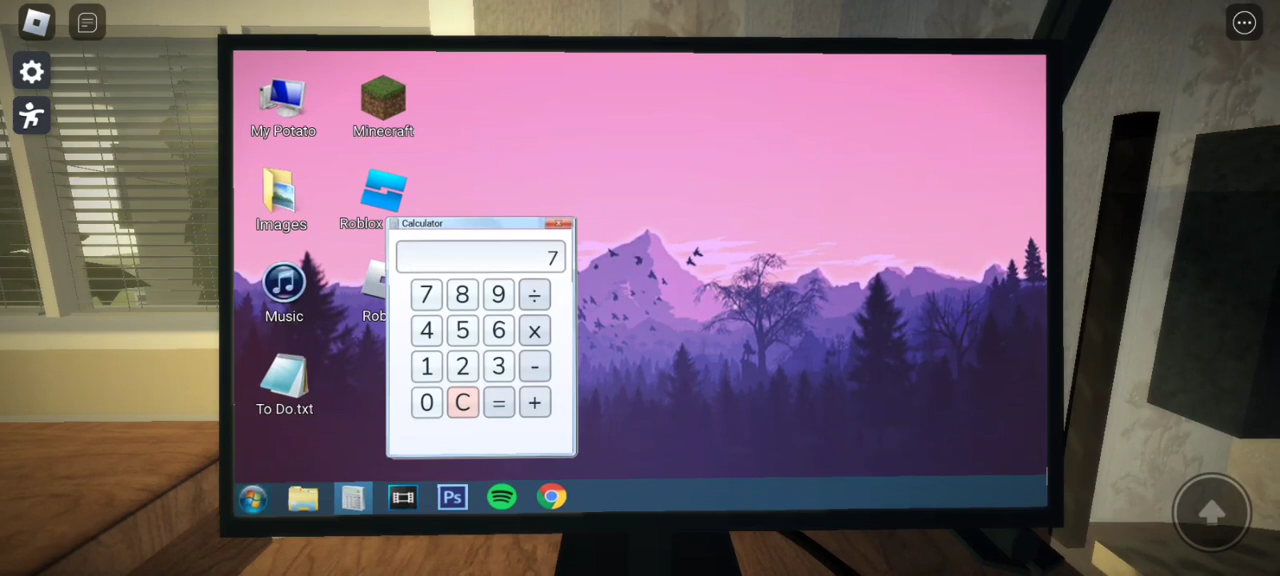 My Potato
Minecraft
Images
Roblox
Music
Rob
To Do.txt
Calculator
7
7 8 9 ÷
4 5 6 x
1 2 3 -
0 C = +
Ps